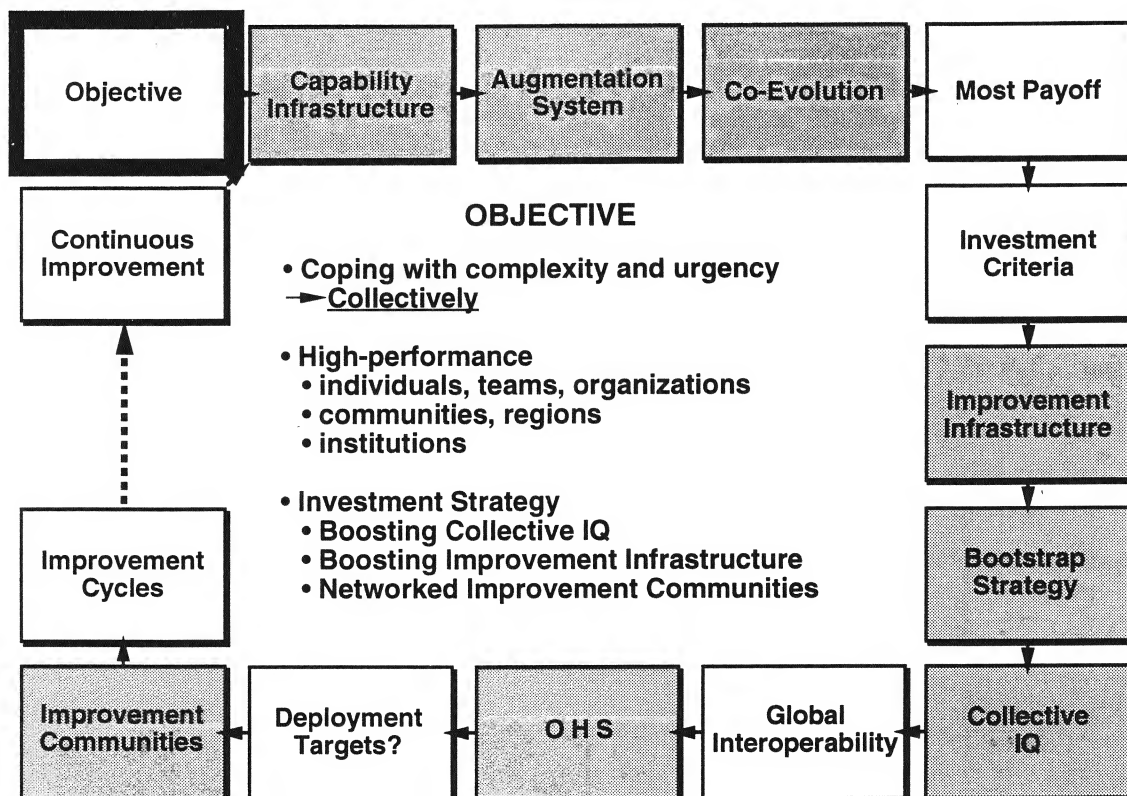 Objective
Capability
Infrastructure
Augmentation
System
Co-Evolution
Most Payoff
Continuous
Improvement
OBJECTIVE
• Coping with complexity and urgency
Collectively
• High-performance
• individuals, teams, organizations
• communities, regions
• institutions
• Investment Strategy
• Boosting Collective IQ
• Boosting Improvement Infrastructure
• Networked Improvement Communities
Investment
Criteria
Improvement
Infrastructure
Bootstrap
Strategy
Improvement
Cycles
Improvement
Communities
Deployment
Targets?
O H S
Global
Interoperability
Collective
IQ